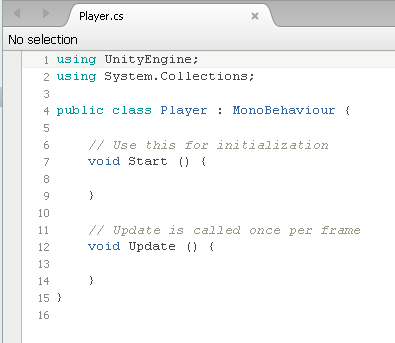 Player.cs
No selection
1 using UnityEngine;
2 using System.Collections;
3
4 public class Player : MonoBehaviour {
5
6 // Use this for initialization
7 void Start () {
8
9 }
10
11 // Update is called once per frame
12 void Update () {
13
14 }
15 }
16